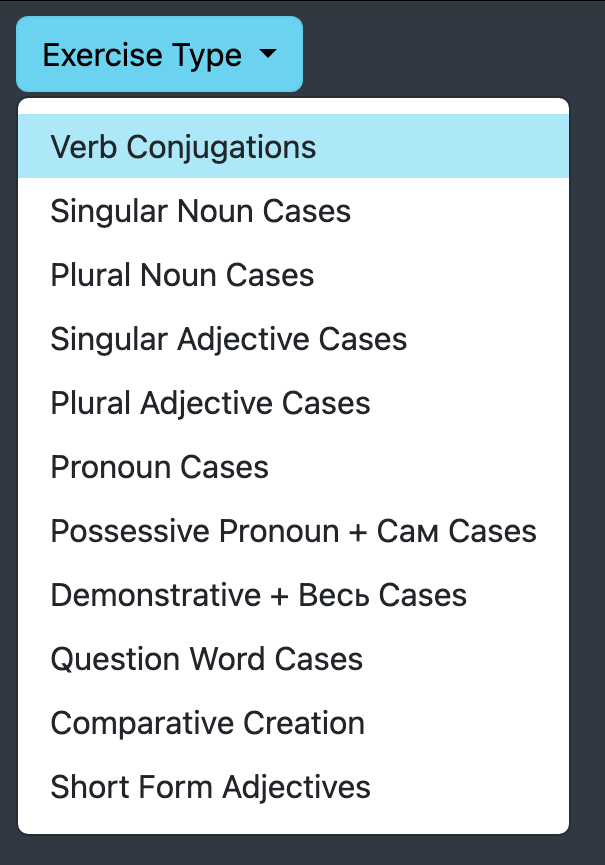 Exercise Type
Verb Conjugations
Singular Noun Cases
Plural Noun Cases
Singular Adjective Cases
Plural Adjective Cases
Pronoun Cases
Possessive Pronoun + Сам Cases
Demonstrative + Весь Cases
Question Word Cases
Comparative Creation
Short Form Adjectives